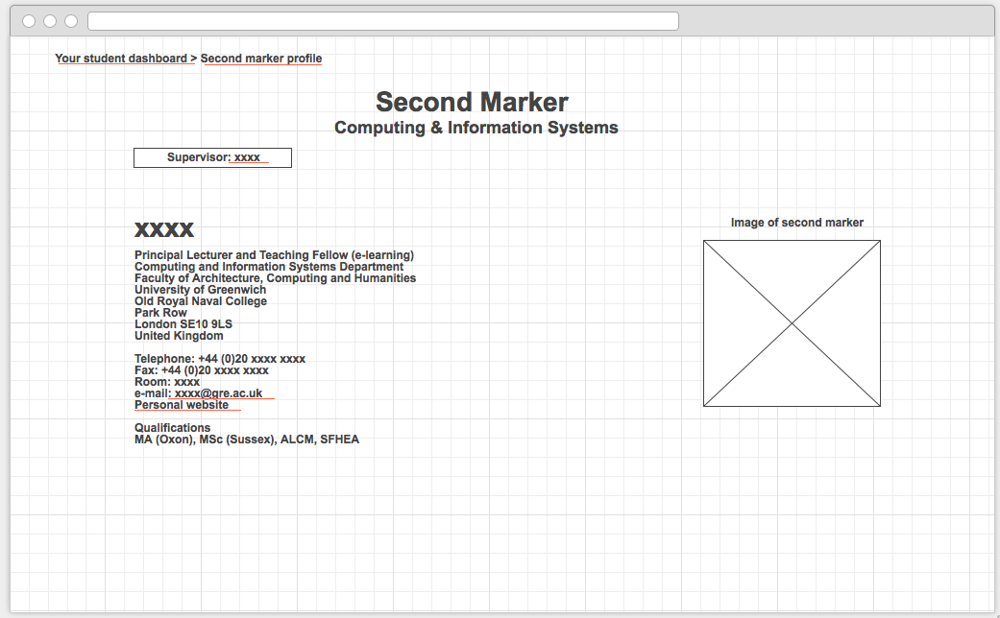 Your student dashboard > Second marker profile
Second Marker
Computing & Information Systems
Supervisor: xxxx
xxxx
Image of second marker
Principal Lecturer and Teaching Fellow (e-learning)
Computing and Information Systems Department
Faculty of Architecture, Computing and Humanities
University of Greenwich
Old Royal Naval College
Park Row
London SE10 9LS
United Kingdom
Telephone: +44 (0)20 xxxx xxxx
Fax: +44 (0)20 xxxx xxxx
Room: xxxx
e-mail: xxxx@gre.ac.uk
Personal website
Qualifications
MA (Oxon), MSc (Sussex), ALCM, SFHEA